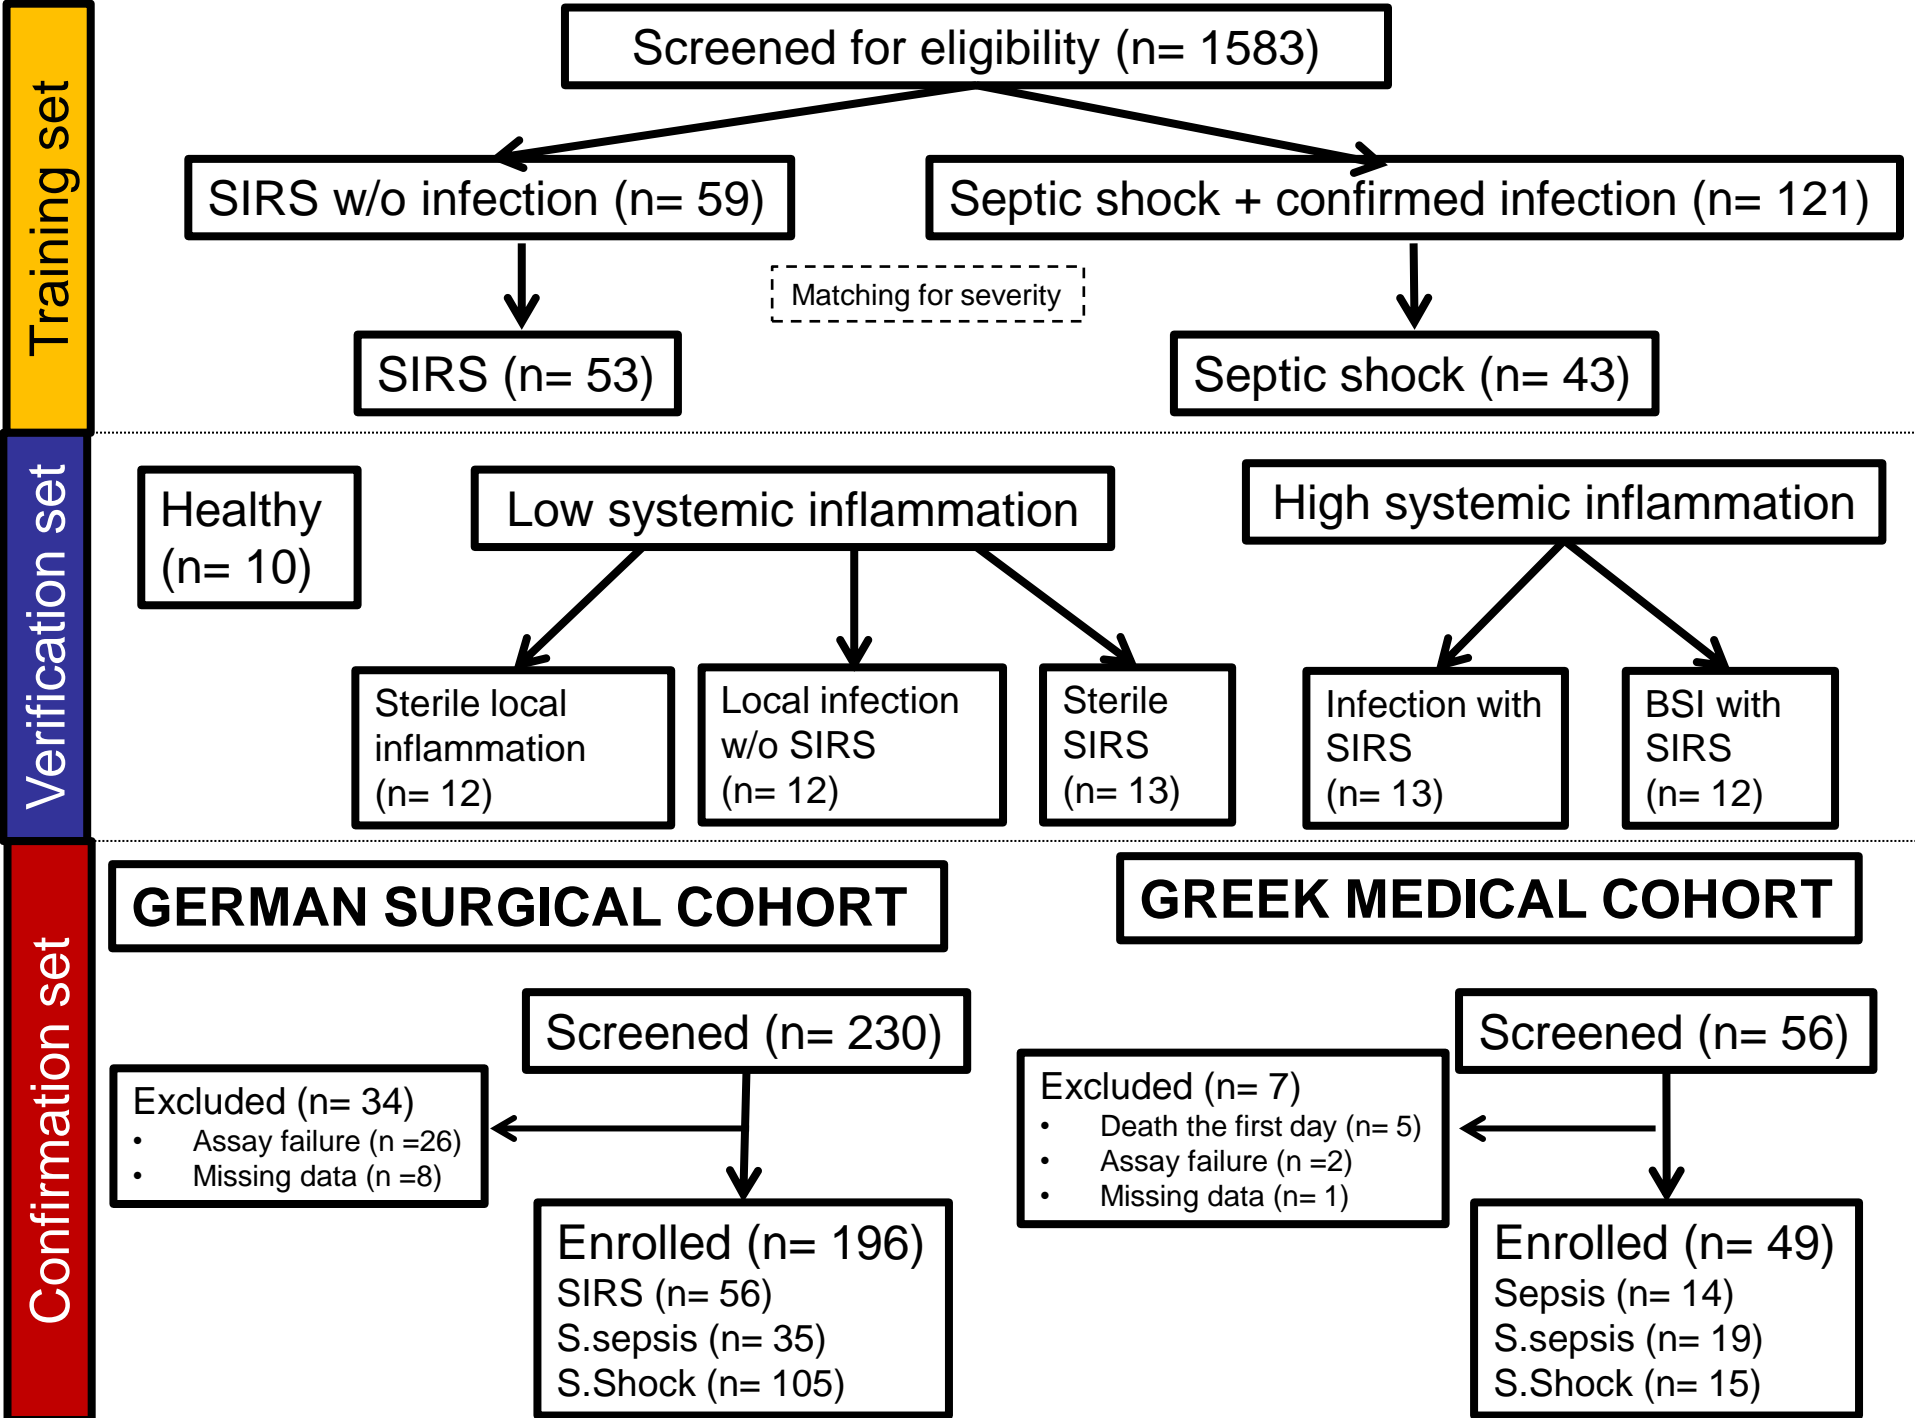 Training set
Screened for eligibility (n= 1583)
SIRS w/o infection (n= 59)
Septic shock + confirmed infection (n= 121)
Matching for severity
SIRS (n= 53)
Septic shock (n= 43)
Verification set
Healthy
(n= 10)
Low systemic inflammation
High systemic inflammation
Sterile local
inflammation
(n= 12)
Local infection
w/o SIRS
(n= 12)
Sterile
SIRS
(n= 13)
Infection with
SIRS
(n= 13)
BSI with
SIRS
(n= 12)
Confirmation set
GERMAN SURGICAL COHORT
Screened (n= 230)
Excluded (n= 34)
• Assay failure (n =26)
• Missing data (n =8)
Enrolled (n= 196)
SIRS (n= 56)
S.sepsis (n= 35)
S.Shock (n= 105)
GREEK MEDICAL COHORT
Screened (n= 56)
Excluded (n= 7)
• Death the first day (n= 5)
• Assay failure (n =2)
• Missing data (n= 1)
Enrolled (n= 49)
Sepsis (n= 14)
S.sepsis (n= 19)
S.Shock (n= 15)